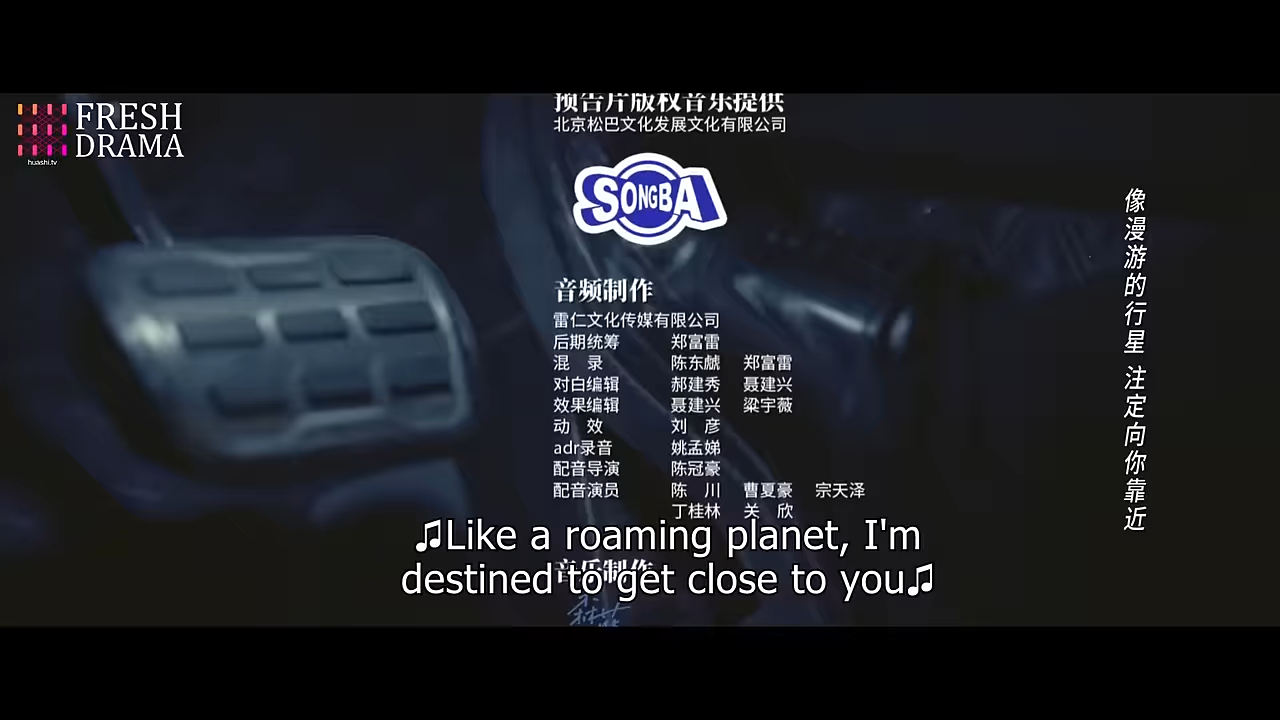 FRESH
DRAMA
huashi.tv
预告片版权音乐提供
北京松巴文化发展文化有限公司
SONGBA
音频制作
雷仁文化传媒有限公司
后期统筹 郑富雷
混 录 陈东虣 郑富雷
对白编辑 郝建秀 聂建兴
效果编辑 聂建兴 梁宇薇
动 效 刘 彦
adr录音 姚孟娣
配音导演 陈冠豪
配音演员 陈 川 曹夏豪 宗天泽
丁桂林 关 欣
音乐制作
♫Like a roaming planet, I'm
destined to get close to you♫
像漫游的行星 注定向你靠近